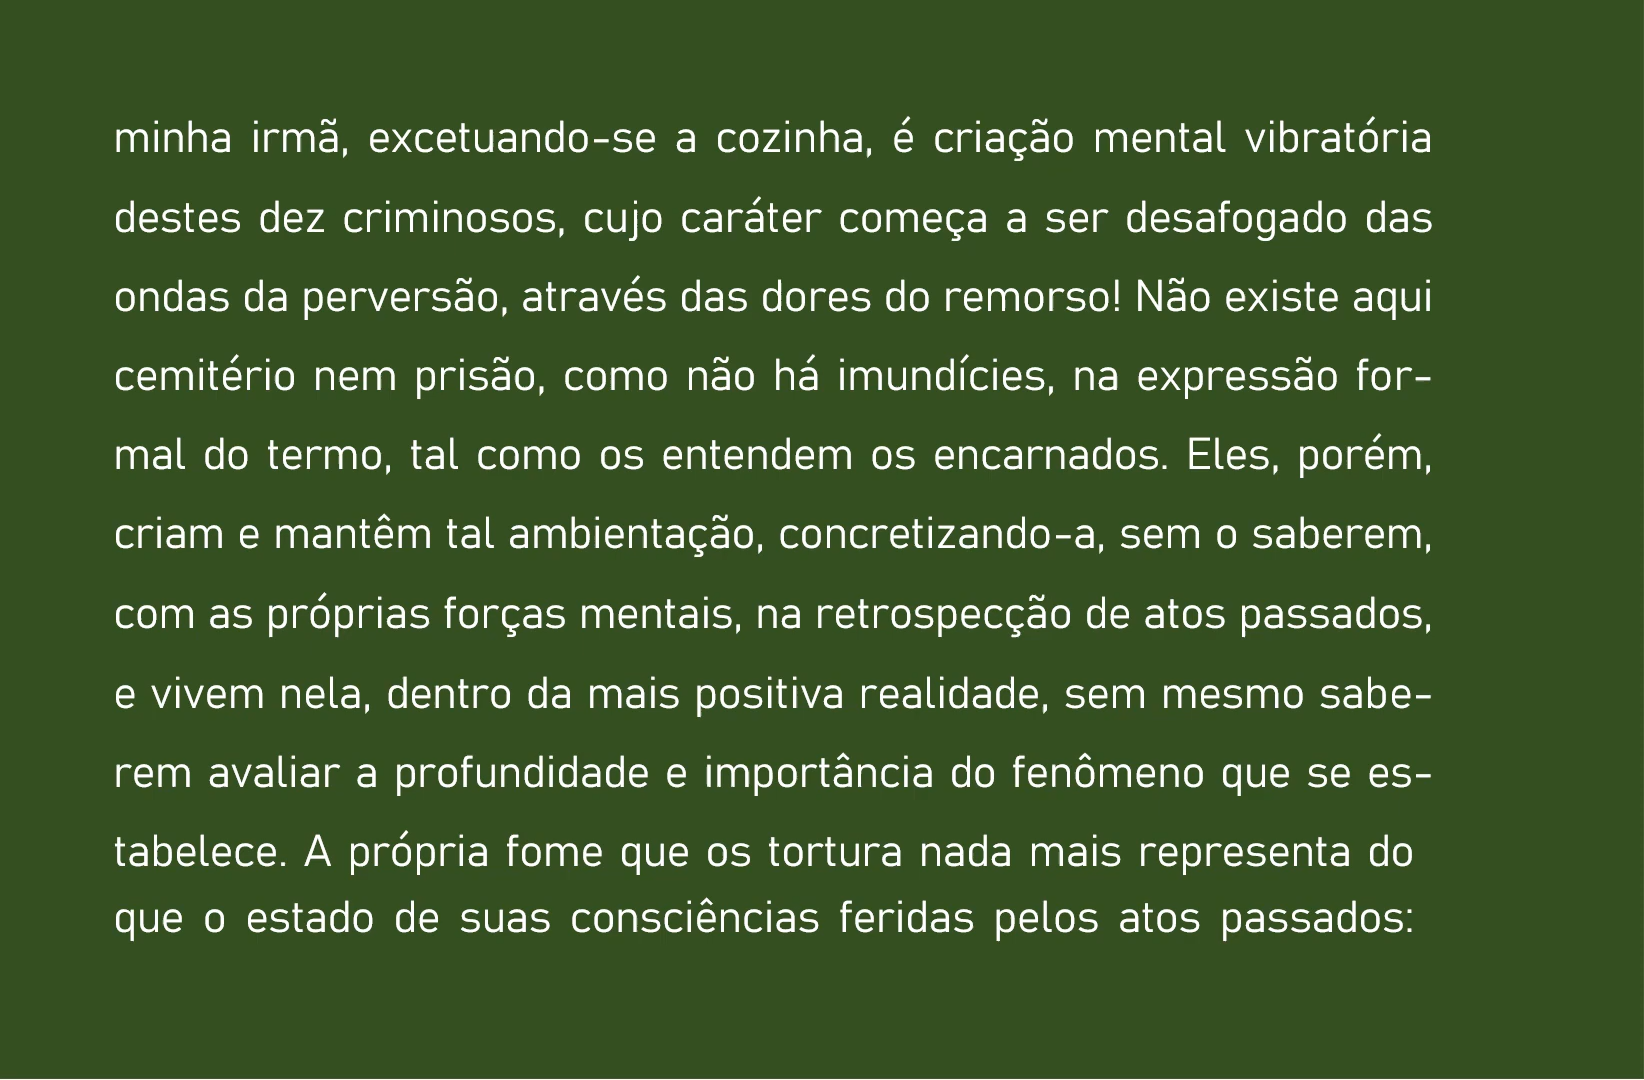 minha irmã, excetuando-se a cozinha, é criação mental vibratória
destes dez criminosos, cujo caráter começa a ser desafogado das
ondas da perversão, através das dores do remorso! Não existe aqui
cemitério nem prisão, como não há imundícies, na expressão for-
mal do termo, tal como os entendem os encarnados. Eles, porém,
criam e mantêm tal ambientação, concretizando-a, sem o saberem,
com as próprias forças mentais, na retrospecção de atos passados,
e vivem nela, dentro da mais positiva realidade, sem mesmo sabe-
rem avaliar a profundidade e importância do fenômeno que se es-
tabelece. A própria fome que os tortura nada mais representa do
que o estado de suas consciências feridas pelos atos passados: